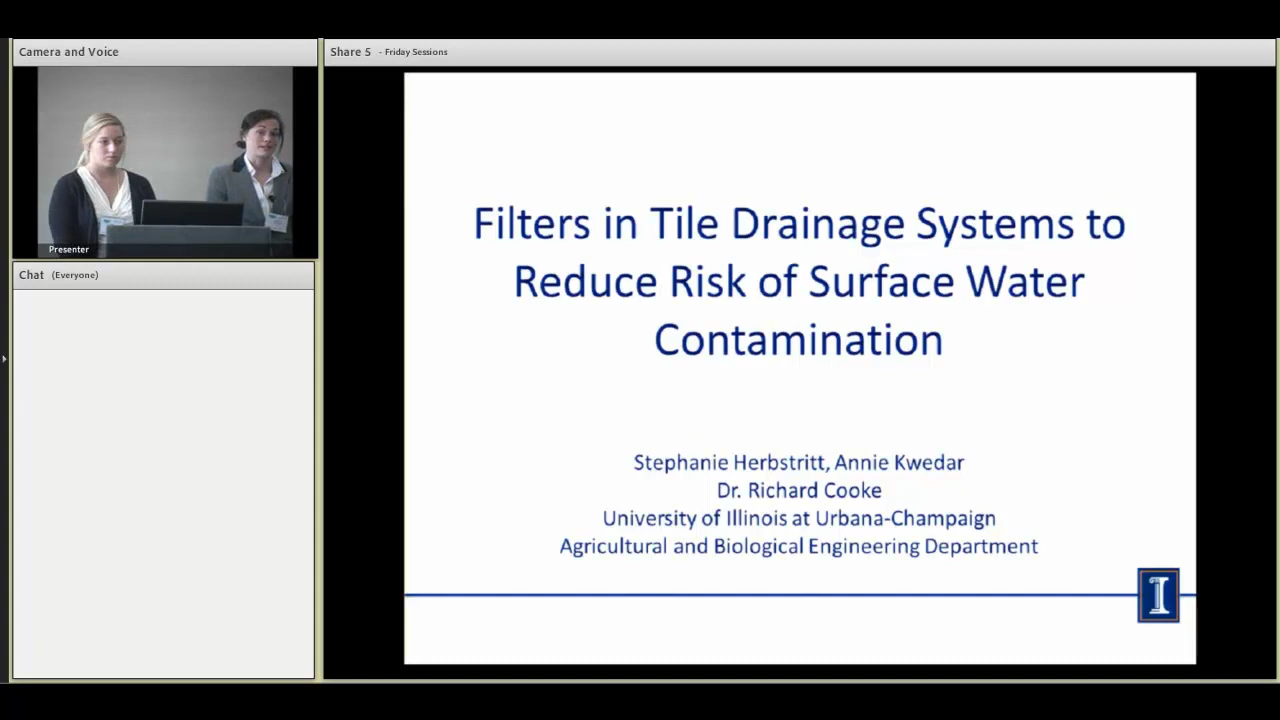 Camera and Voice
Presenter
Chat (Everyone)
Share 5 - Friday Sessions
Filters in Tile Drainage Systems to
Reduce Risk of Surface Water
Contamination
Stephanie Herbstritt, Annie Kwedar
Dr. Richard Cooke
University of Illinois at Urbana-Champaign
Agricultural and Biological Engineering Department
I